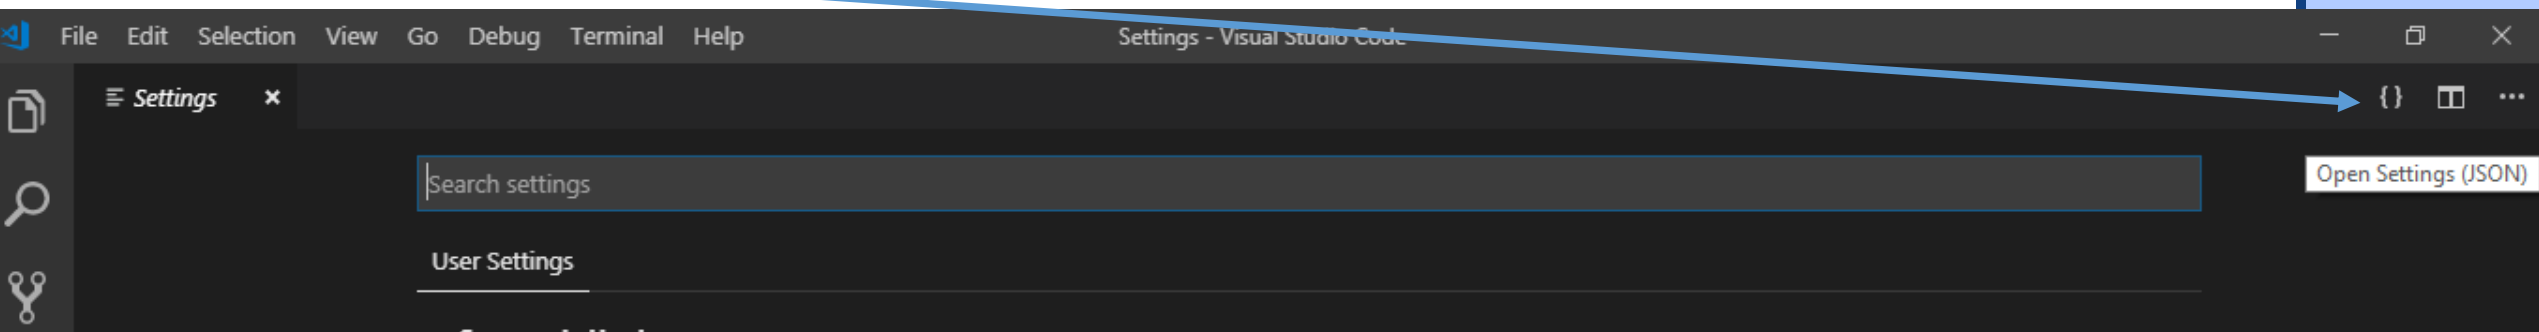 File Edit Selection View Go Debug Terminal Help Settings - Visual Studio Code
Settings
{}
Open Settings (JSON)
Search settings
User Settings